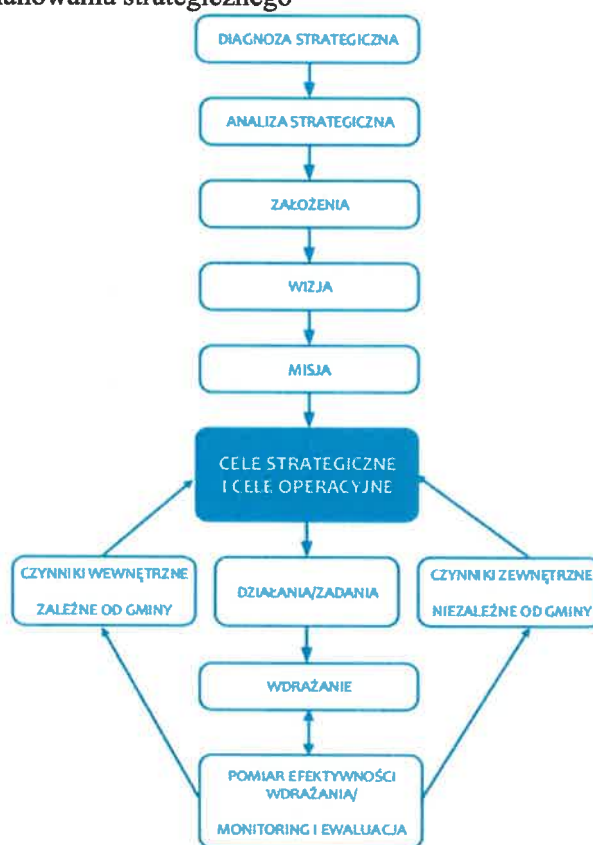 strategicznego
DIAGNOZA STRATEGICZNA
ANALIZA STRATEGICZNA
ZAŁOŻENIA
WIZJA
MISJA
CELE STRATEGICZNE
I CELE OPERACYJNE
CZYNNIKI WEWNĘTRZNE
ZALEŻNE OD GMINY
DZIAŁANIA/ZADANIA
CZYNNIKI ZEWNĘTRZNE
NIEZALEŻNE OD GMINY
WDRAŻANIE
POMIAR EFEKTYWNOŚCI
WDRAŻANIA/
MONITORING I EWALUACJA